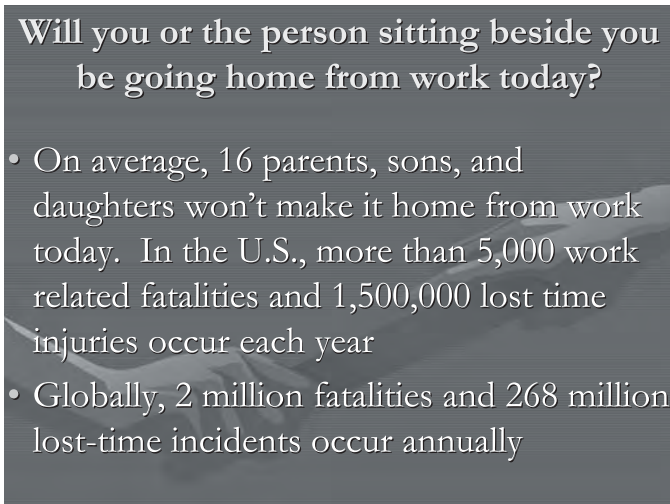 Will you or the person sitting beside you
be going home from work today?
• On average, 16 parents, sons, and
daughters won’t make it home from work
today.  In the U.S., more than 5,000 work
related fatalities and 1,500,000 lost time
injuries occur each year
• Globally, 2 million fatalities and 268 million
lost-time incidents occur annually